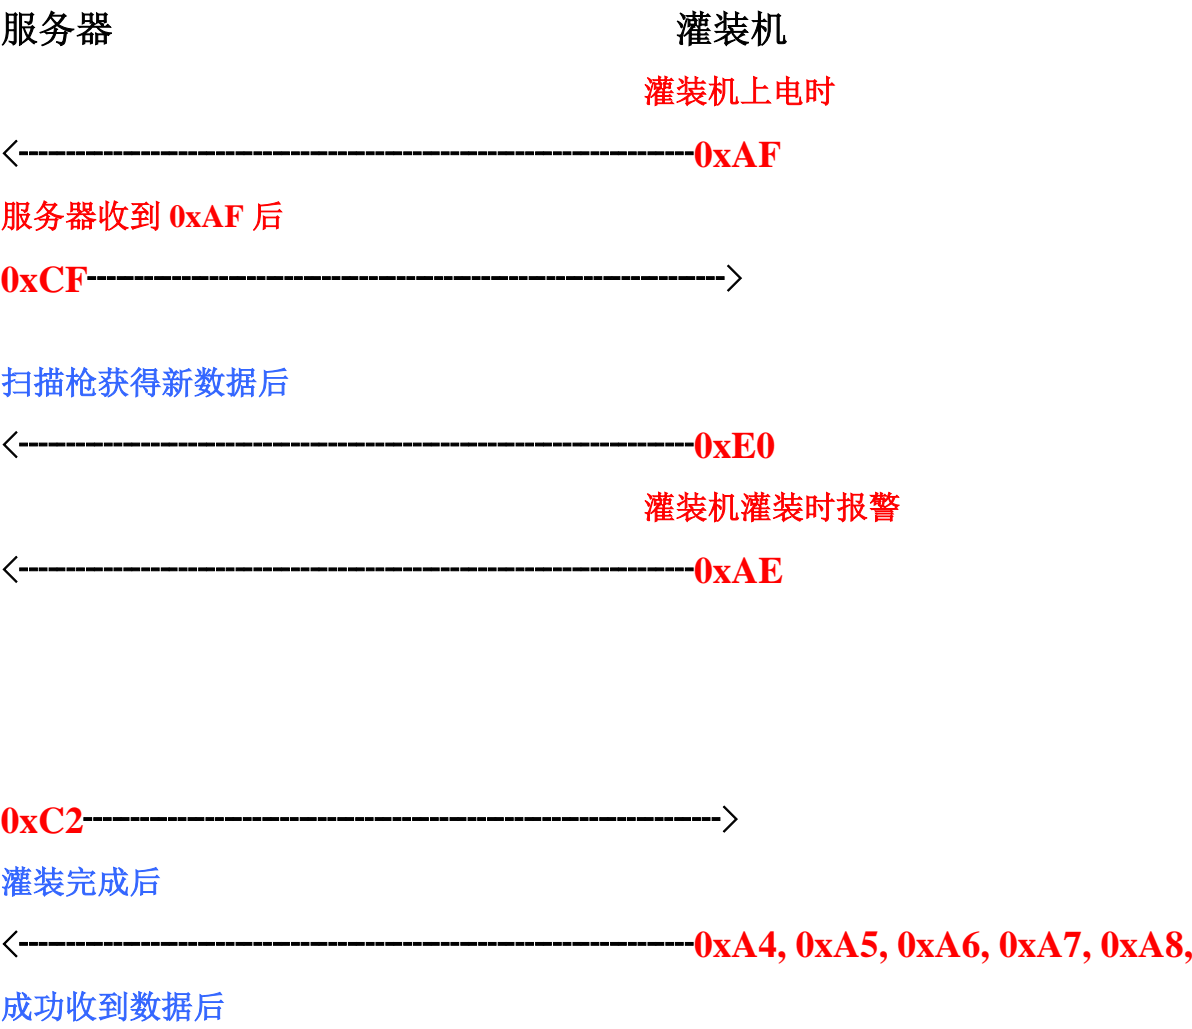 服务器 灌装机
灌装机上电时
<----------------------------------------------------------------------0xAF
服务器收到 0xAF 后
0xCF------------------------------------------------------------------>
扫描枪获得新数据后
<----------------------------------------------------------------------0xE0
灌装机灌装时报警
<----------------------------------------------------------------------0xAE
0xC2------------------------------------------------------------------>
灌装完成后
<----------------------------------------------------------------------0xA4, 0xA5, 0xA6, 0xA7, 0xA8,
成功收到数据后